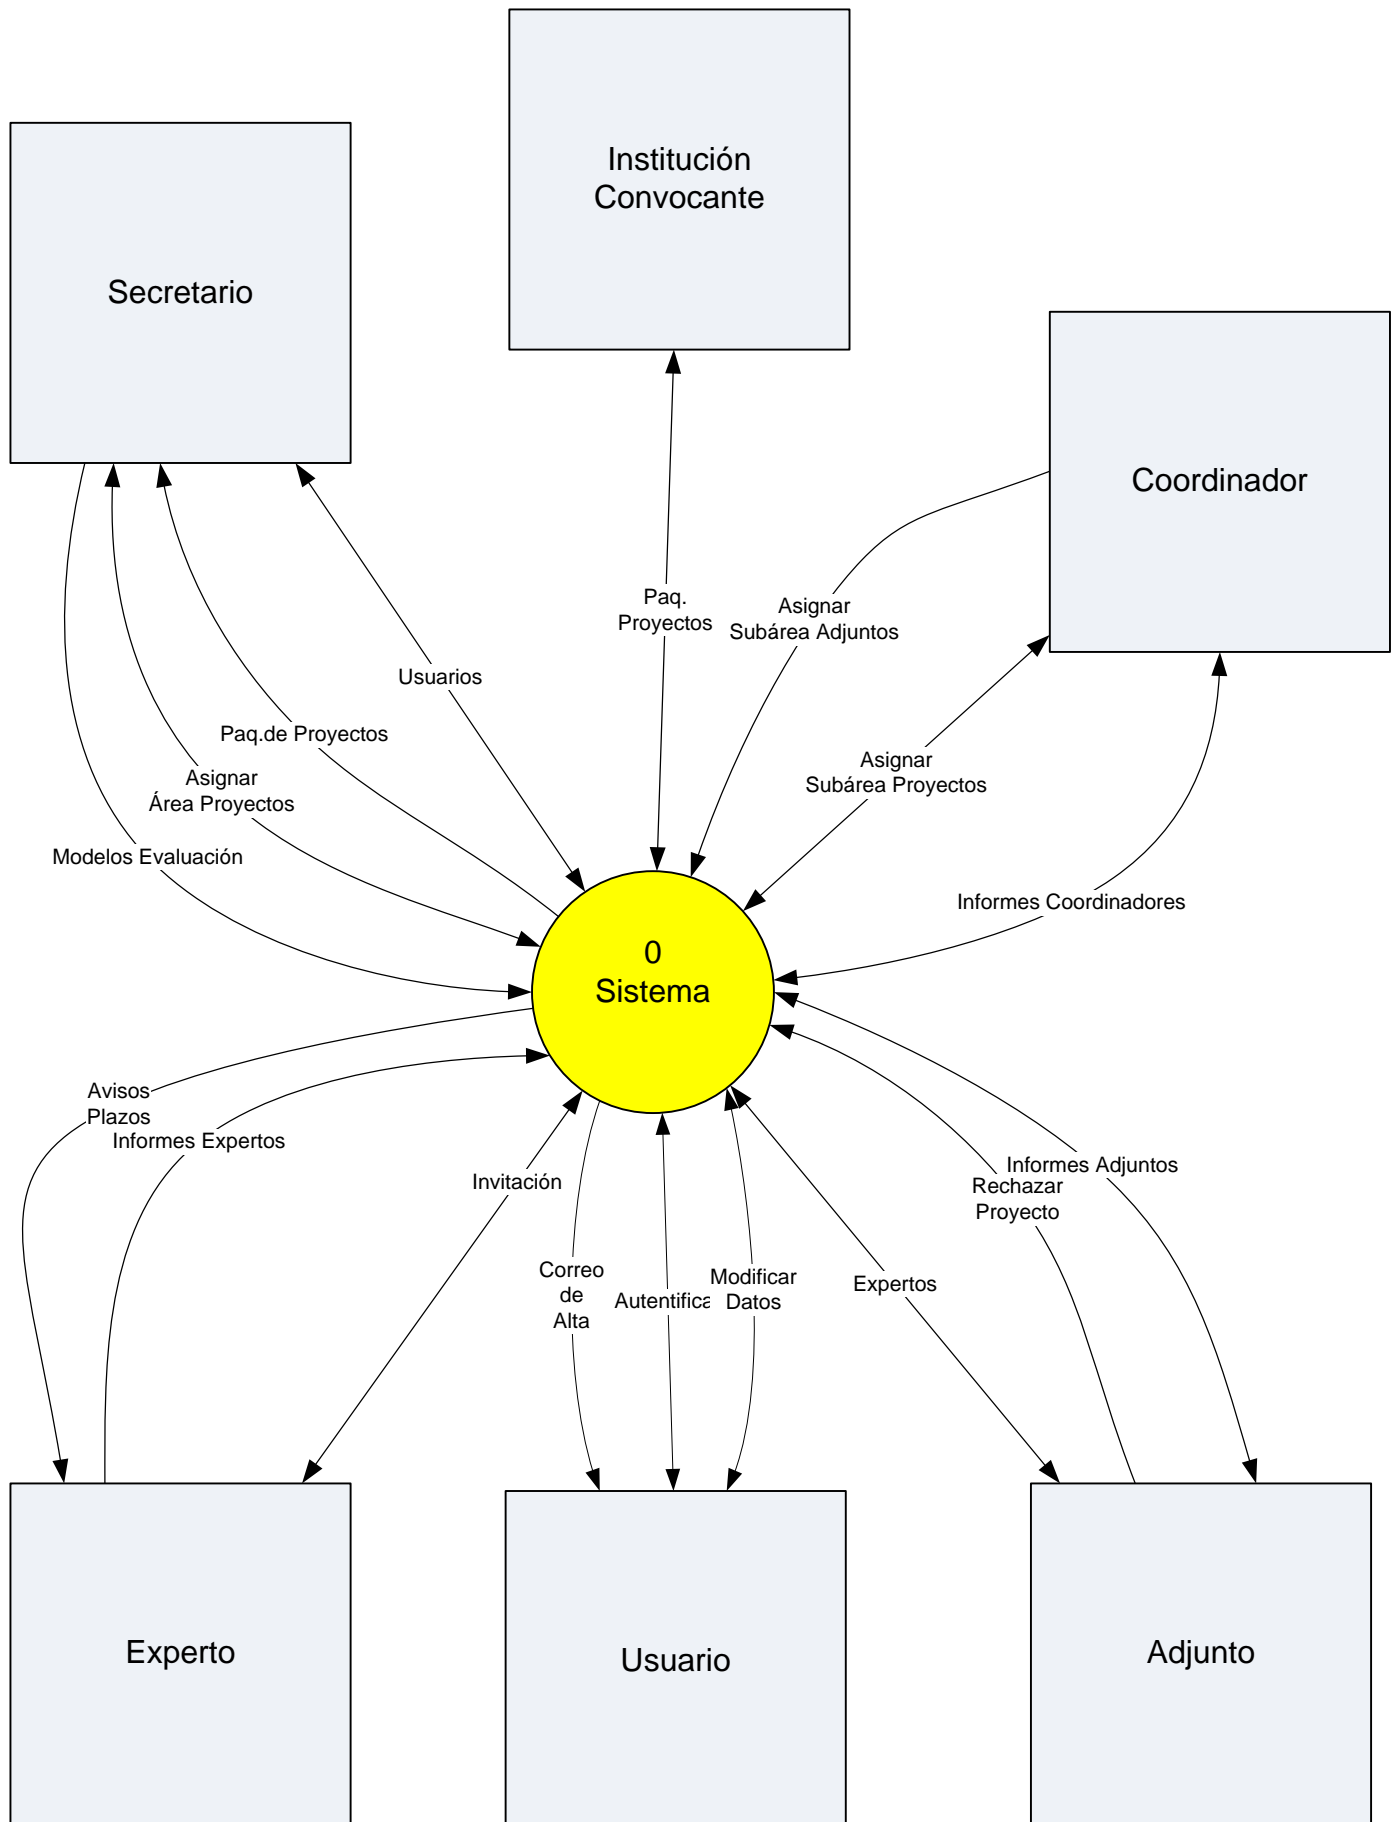 Institución
Convocante
Secretario
Coordinador
Paq.
Proyectos
Asignar
Subárea Adjuntos
Usuarios
Paq.de Proyectos
Asignar
Subárea Proyectos
Asignar
Área Proyectos
Modelos Evaluación
Informes Coordinadores
0
Sistema
Avisos
Plazos
Informes Expertos
Invitación
Informes Adjuntos
Rechazar
Proyecto
Correo
de
Alta
Autentifica
Modificar
Datos
Expertos
Experto
Usuario
Adjunto